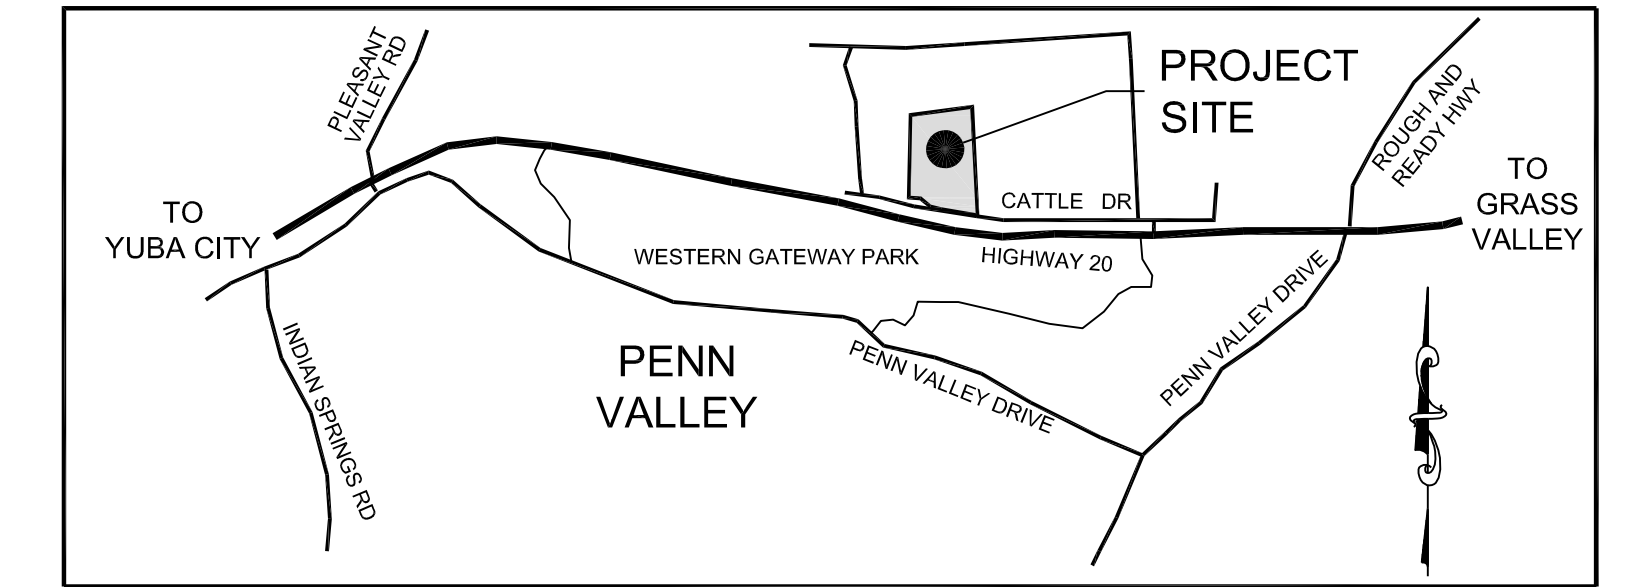 PLEASANT
VALLEY RD
PROJECT
SITE
ROUGH AND
READY HWY
TO
YUBA CITY
CATTLE DR
TO
GRASS
VALLEY
WESTERN GATEWAY PARK
HIGHWAY 20
INDIAN SPRINGS RD
PENN
VALLEY
PENN VALLEY DRIVE
PENN VALLEY DRIVE